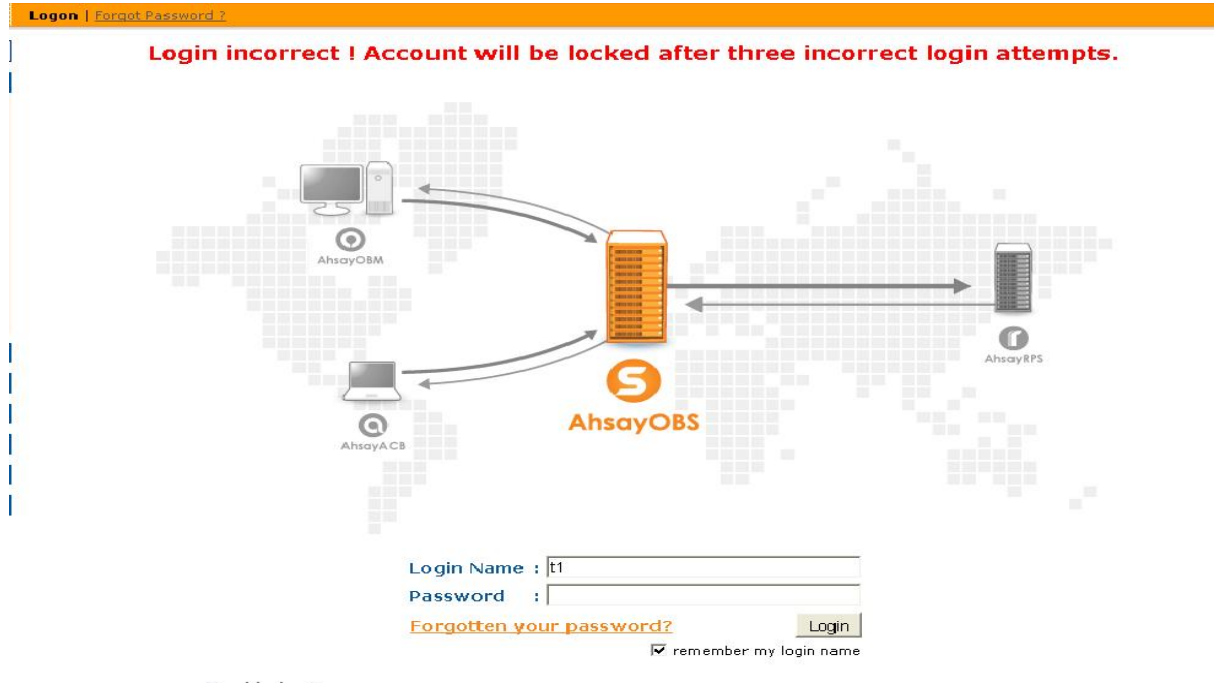 Logon | Forgot Password ?
Login incorrect ! Account will be locked after three incorrect login attempts.
AhsayOBM
AhsayRPS
AhsayOBS
AhsayACB
Login Name : t1
Password :
Forgotten your password? Login
remember my login name